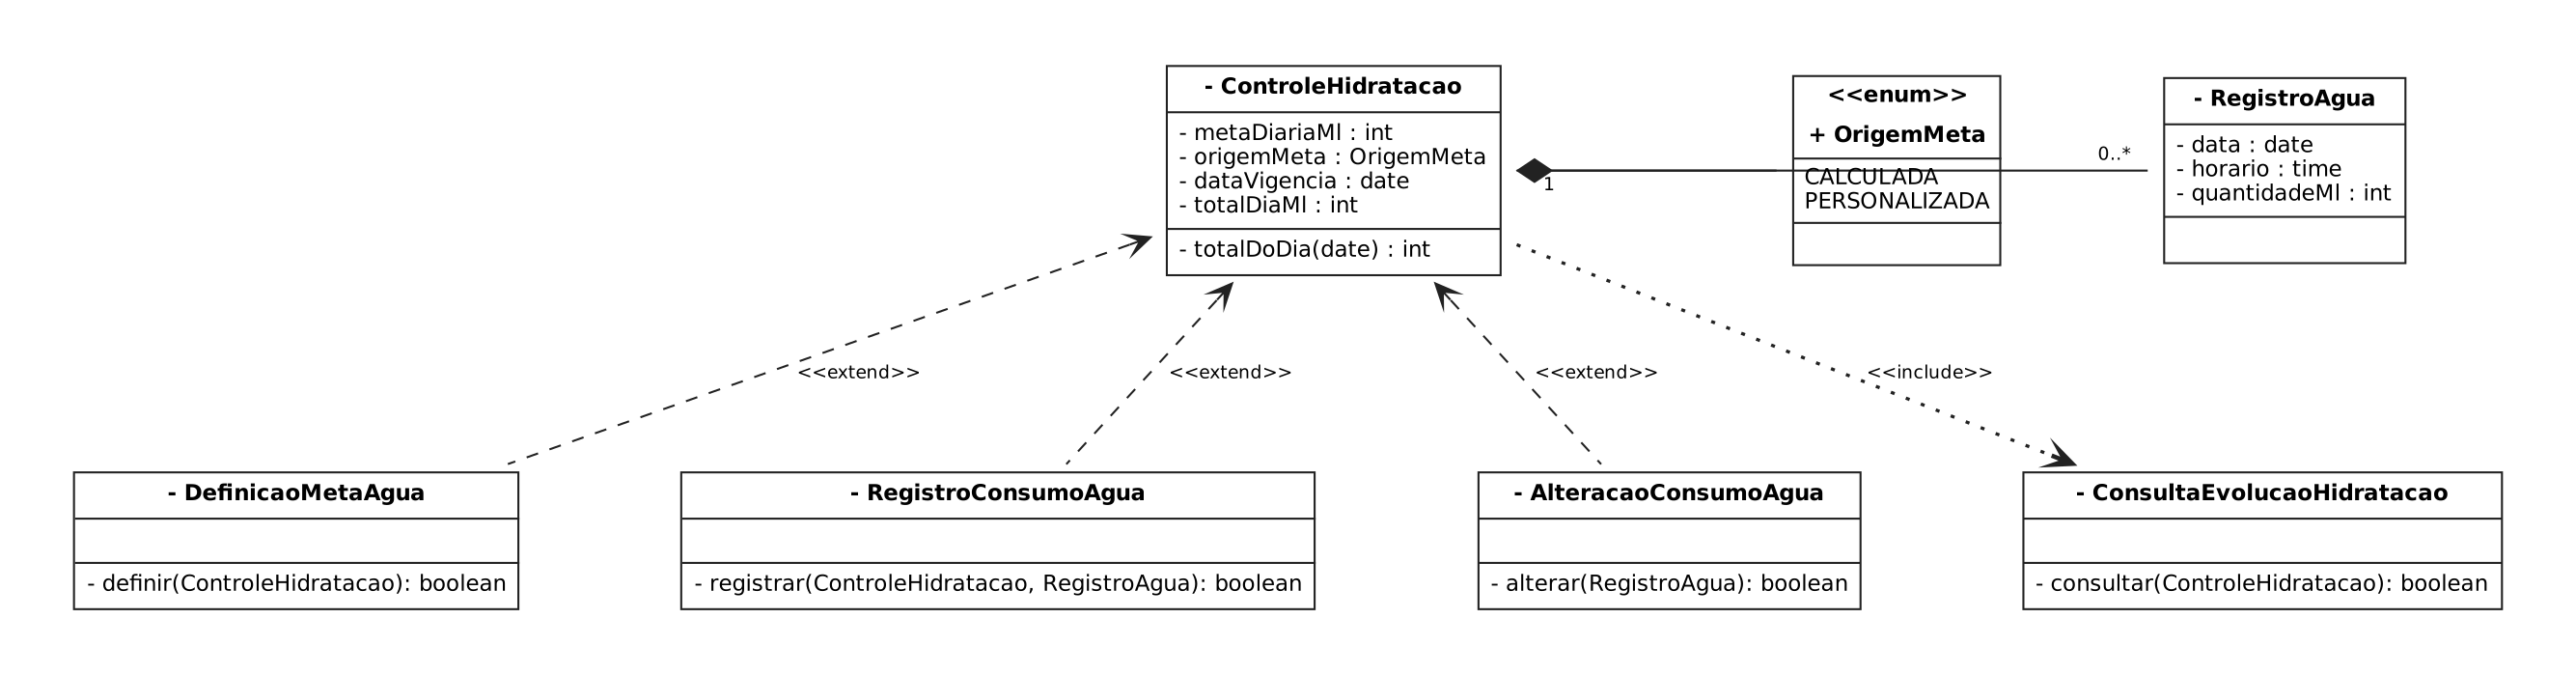 - ControleHidratacao
- metaDiariaMl : int
- origemMeta : OrigemMeta
- dataVigencia : date
- totalDiaMl : int
- totalDoDia(date) : int
1
<<enum>>
+ OrigemMeta
CALCULADA
PERSONALIZADA
0..*
- RegistroAgua
- data : date
- horario : time
- quantidadeMl : int
<<extend>>
<<extend>>
<<extend>>
<<include>>
- DefinicaoMetaAgua
- definir(ControleHidratacao): boolean
- RegistroConsumoAgua
- registrar(ControleHidratacao, RegistroAgua): boolean
- AlteracaoConsumoAgua
- alterar(RegistroAgua): boolean
- ConsultaEvolucaoHidratacao
- consultar(ControleHidratacao): boolean